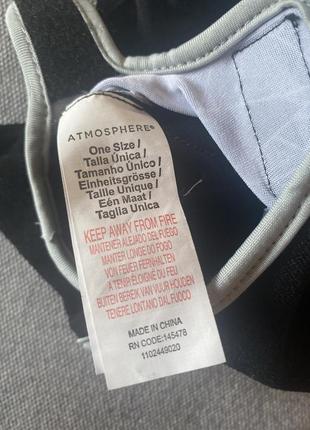 ATMOSPHERE®
One Size/
Talla Única/
Tamanho Único/
Einheitsgrösse/
Taille Unique/
Eén Maat/
Taglia Unica
KEEP AWAY FROM FIRE
MANTENER ALEJADO DEL FUEGO
MANTER LONGE DO FOGO
VON FEUER FERNHALTEN
A TENIR ÉLOIGNE DU FEU
BUITEN BEREIK VAN VUUR HOUDEN
TENERE LONTANO DAL FUOCO
MADE IN CHINA
RN CODE:145478
1102449020